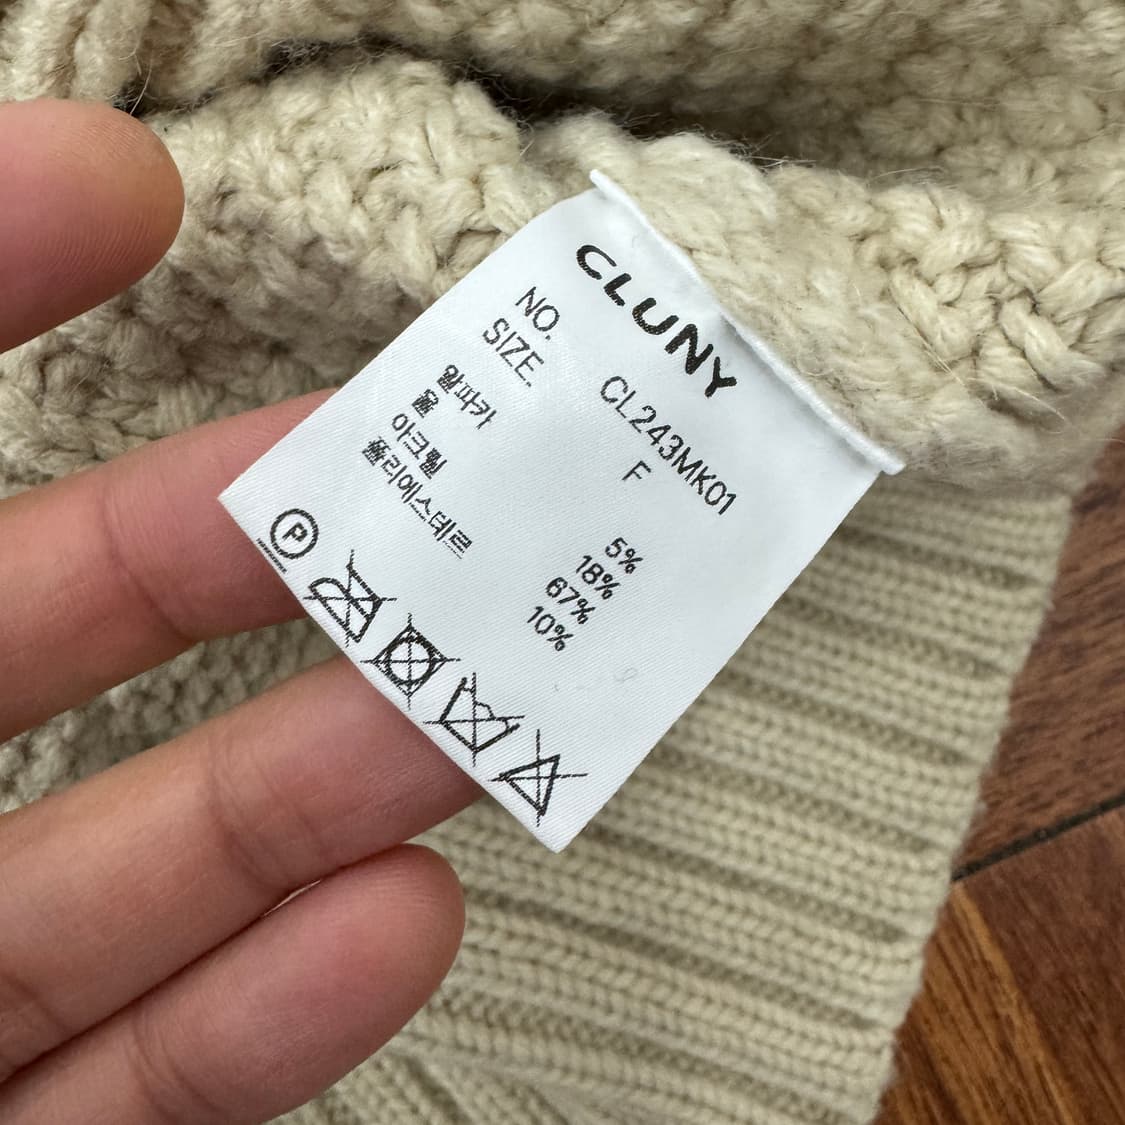 CLUNY
NO. CL243MK01
SIZE. F
알파카 5%
울 18%
아크릴 67%
폴리에스테르 10%
P